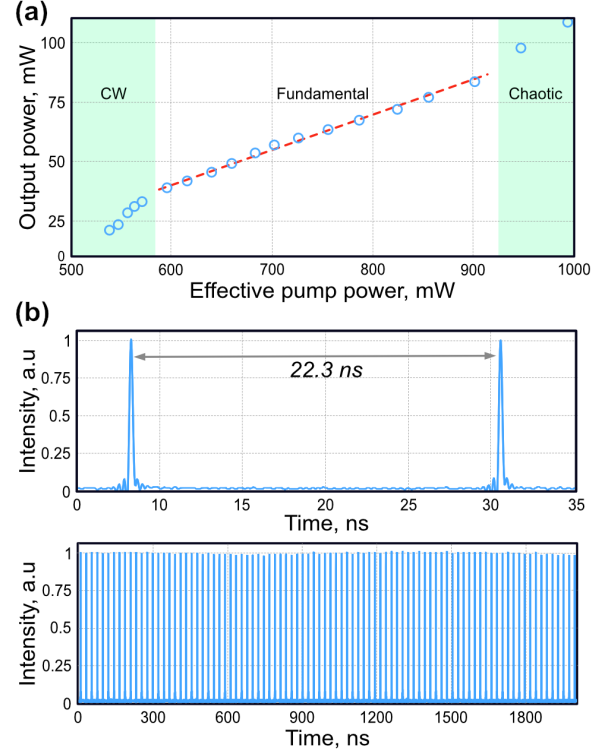 (a)
100
75
50
25
0
Output power, mW
CW
Fundamental
Chaotic
500
600
700
800
900
1000
Effective pump power, mW
(b)
1
0.75
0.5
0.25
0
Intensity, a.u
22.3 ns
0
10
15
20
25
30
35
Time, ns
1
0.75
0.5
0.25
0
Intensity, a.u
0
300
600
900
1200
1500
1800
Time, ns